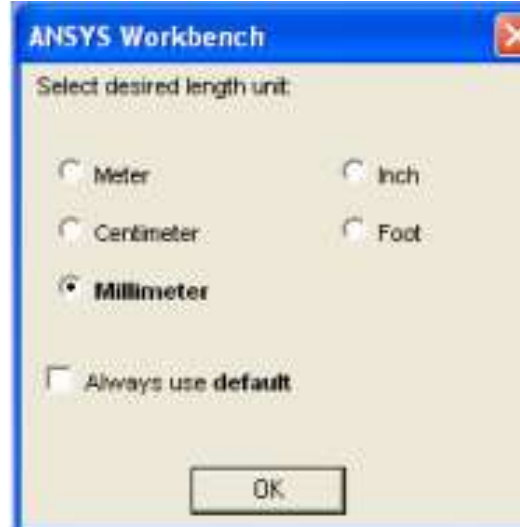 ANSYS Workbench
Select desired length unit:
Meter
Inch
Centimeter
Foot
Millimeter
Always use default
OK